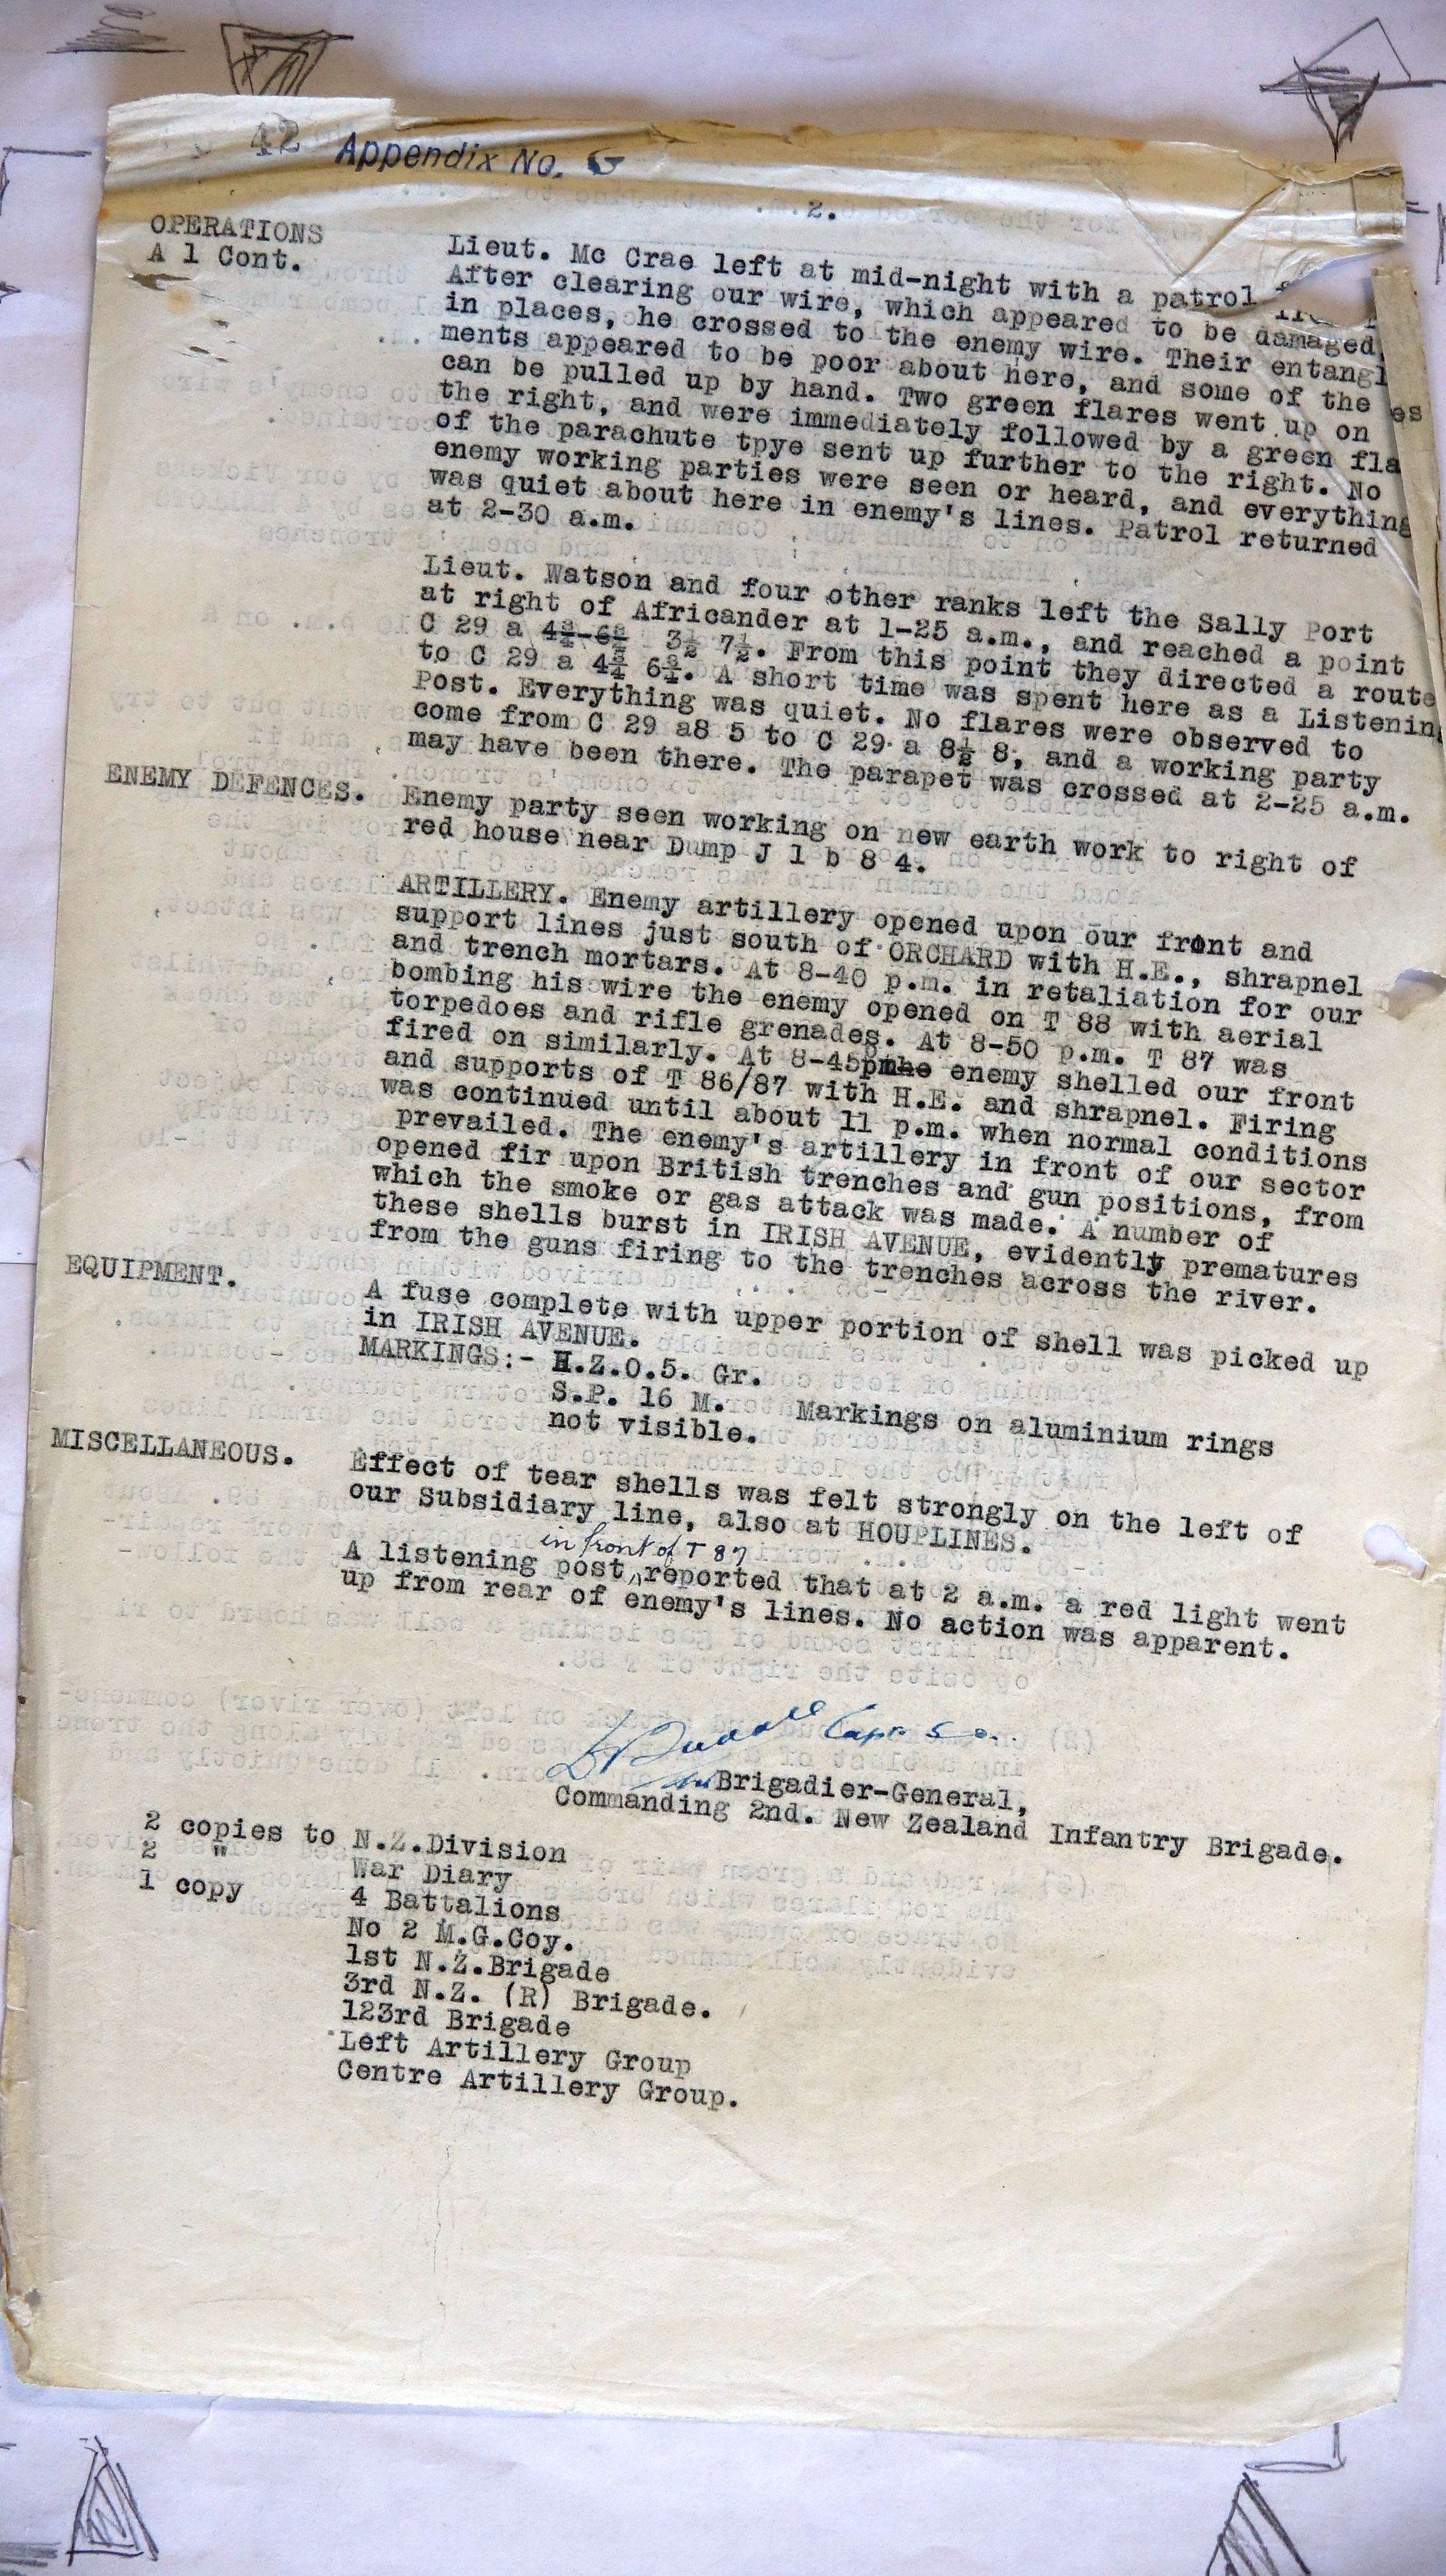 42 Appendix No. G
2.
OPERATIONS
A 1 Cont.
Lieut. Mc Crae left at mid-night with a patrol
After clearing our wire, which appeared to be damaged,
in places, he crossed to the enemy wire. Their entangl
ments appeared to be poor about here, and some of the es
can be pulled up by hand. Two green flares went up on
the right, and were immediately followed by a green fla
of the parachute tpye sent up further to the right. No
enemy working parties were seen or heard, and everything
was quiet about here in enemy's lines. Patrol returned
at 2-30 a.m.
Lieut. Watson and four other ranks left the Sally Port
at right of Africander at 1-25 a.m., and reached a point
C 29 a 4¾-6¾ 3½ 7½. From this point they directed a route
to C 29 a 4¾ 6¾. A short time was spent here as a Listening
Post. Everything was quiet. No flares were observed to
come from C 29 a8 5 to C 29 a 8½ 8, and a working party
may have been there. The parapet was crossed at 2-25 a.m.
ENEMY DEFENCES.
Enemy party seen working on new earth work to right of
red house near Dump J 1 b 8 4.
ARTILLERY. Enemy artillery opened upon our front and
support lines just south of ORCHARD with H.E., shrapnel
and trench mortars. At 8-40 p.m. in retaliation for our
bombing his wire the enemy opened on T 88 with aerial
torpedoes and rifle grenades. At 8-50 p.m. T 87 was
fired on similarly. At 8-45 enemy shelled our front
and supports of T 86/87 with H.E. and shrapnel. Firing
was continued until about 11 p.m. when normal conditions
prevailed. The enemy's artillery in front of our sector
opened fir upon British trenches and gun positions, from
which the smoke or gas attack was made. A number of
these shells burst in IRISH AVENUE, evidently prematures
from the guns firing to the trenches across the river.
EQUIPMENT.
A fuse complete with upper portion of shell was picked up
in IRISH AVENUE.
MARKINGS:- H.Z.O.5. Gr.
S.P. 16 M. Markings on aluminium rings
not visible.
MISCELLANEOUS.
Effect of tear shells was felt strongly on the left of
our Subsidiary line, also at HOUPLINES.
in front of T 87
A listening post, reported that at 2 a.m. a red light went
up from rear of enemy's lines. No action was apparent.
Capt
Brigadier-General,
Commanding 2nd. New Zealand Infantry Brigade.
2 copies to N.Z.Division
2 " War Diary
1 copy 4 Battalions
No 2 M.G.Coy.
1st N.Z.Brigade
3rd N.Z. (R) Brigade.
123rd Brigade
Left Artillery Group
Centre Artillery Group.